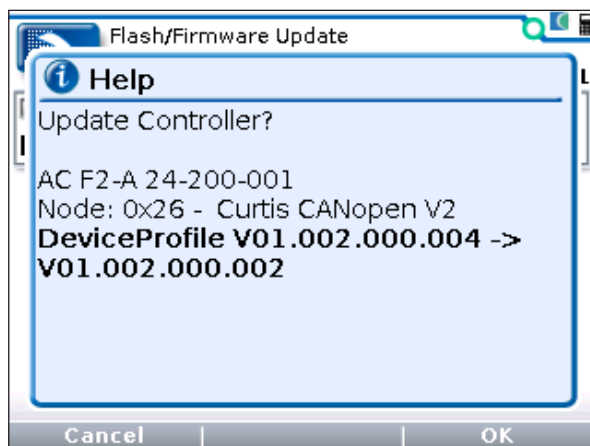 Flash/Firmware Update
Help
Update Controller?
AC F2-A 24-200-001
Node: 0x26 - Curtis CANopen V2
DeviceProfile V01.002.000.004 ->
V01.002.000.002
Cancel
OK